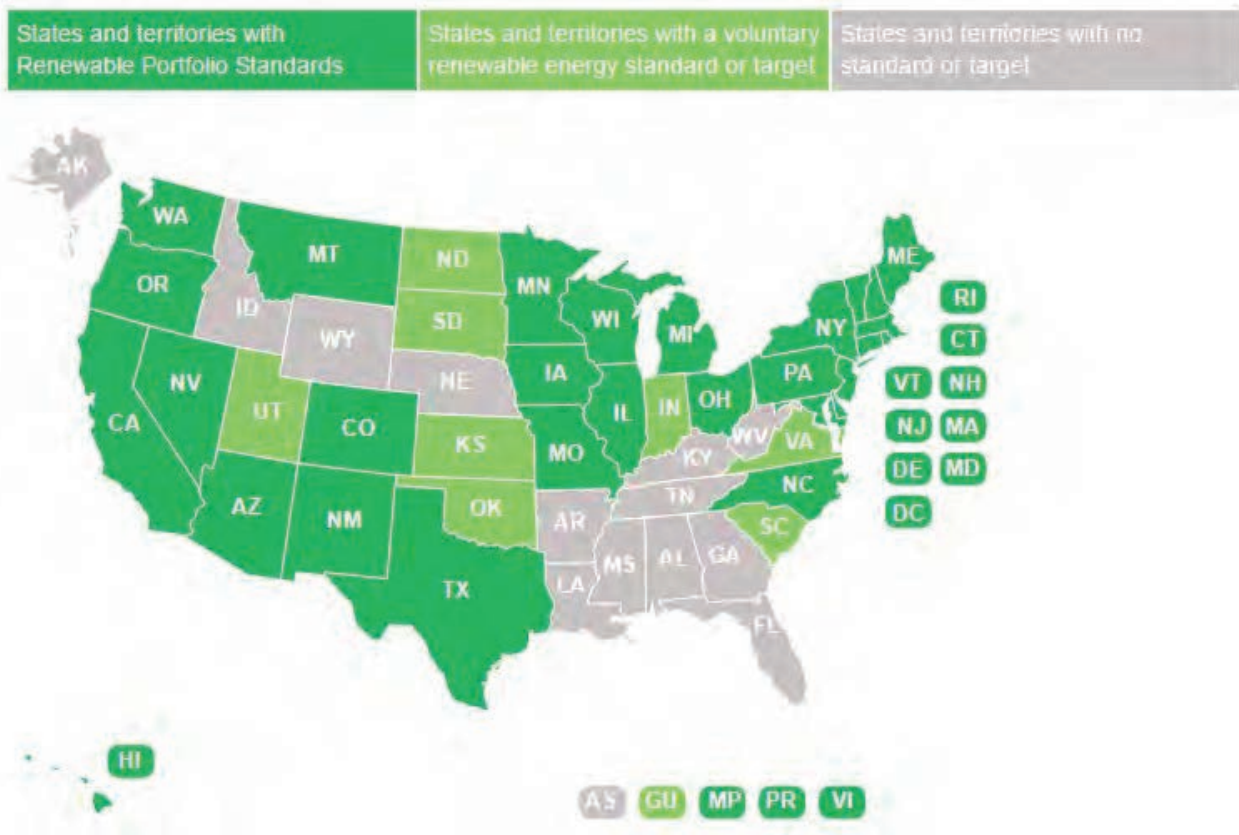 States and territories with
Renewable Portfolio Standards
States and territories with a voluntary
renewable energy standard or target
States and territories with no
standard or target
AK
WA
MT
ND
MN
ME
OR
ID
SD
WI
MI
NY
RI
WY
CT
NV
NE
IA
PA
VT
NH
CA
UT
CO
KS
MO
IL
IN
OH
WV
VA
NJ
MA
KY
DE
MD
AZ
NM
OK
AR
TN
NC
DC
SC
TX
LA
MS
AL
GA
FL
HI
AS
GU
MP
PR
VI